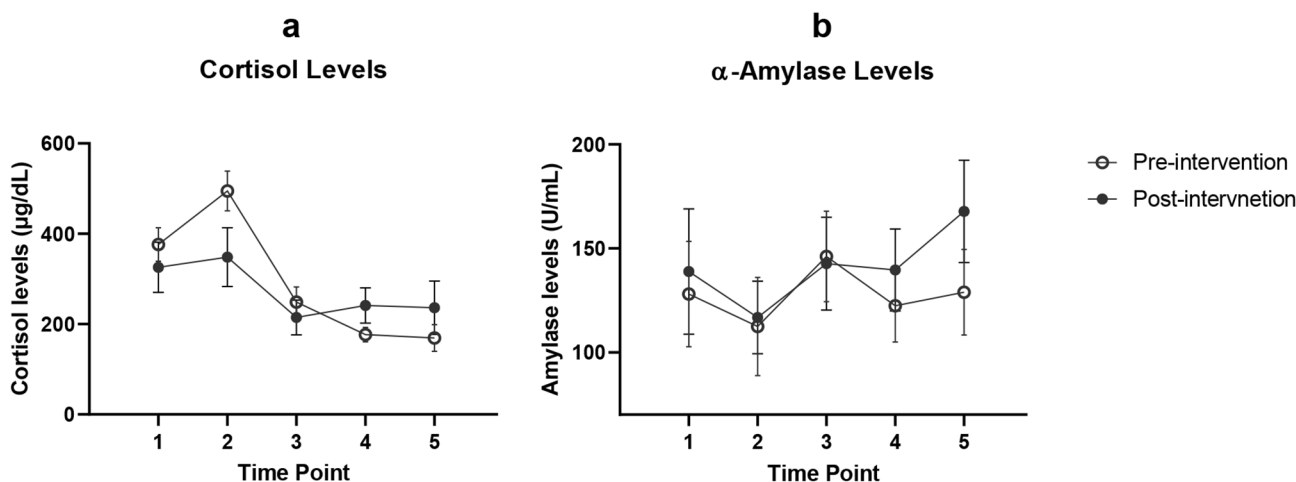 a
Cortisol Levels
Cortisol levels (µg/dL)
600
400
200
0
1 2 3 4 5
Time Point
b
α-Amylase Levels
Amylase levels (U/mL)
200
150
100
1 2 3 4 5
Time Point
Pre-intervention
Post-intervnetion